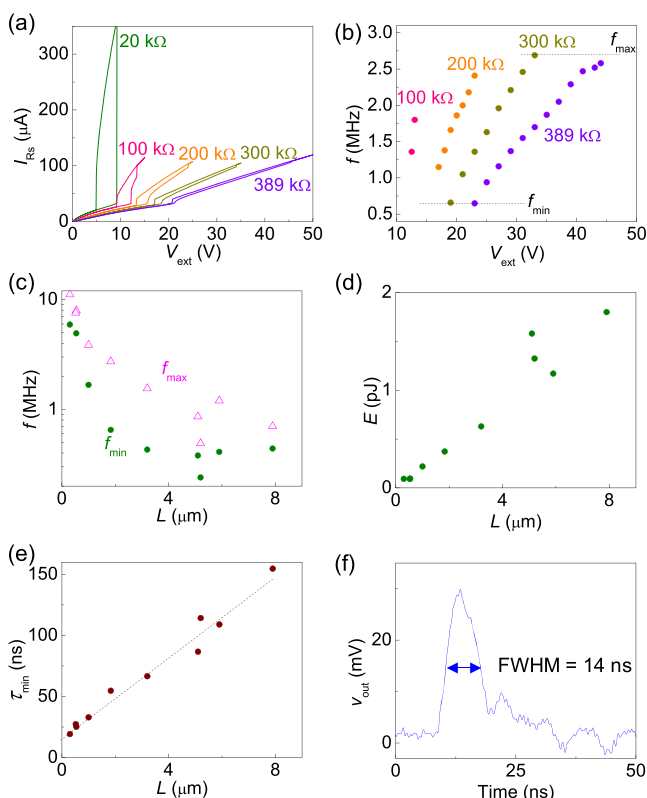 (a)
300
200
100
0
I_Rs (μA)
20 kΩ
100 kΩ
200 kΩ
300 kΩ
389 kΩ
0 10 20 30 40 50
V_ext (V)
(b)
3.0
2.5
2.0
1.5
1.0
0.5
f (MHz)
300 kΩ
f_max
200 kΩ
100 kΩ
389 kΩ
f_min
10 20 30 40 50
V_ext (V)
(c)
10
1
f (MHz)
f_max
f_min
0 4 8
L (μm)
(d)
2
1
0
E (pJ)
0 4 8
L (μm)
(e)
150
100
50
0
τ_min (ns)
0 4 8
L (μm)
(f)
40
20
0
v_out (mV)
FWHM = 14 ns
0 25 50
Time (ns)